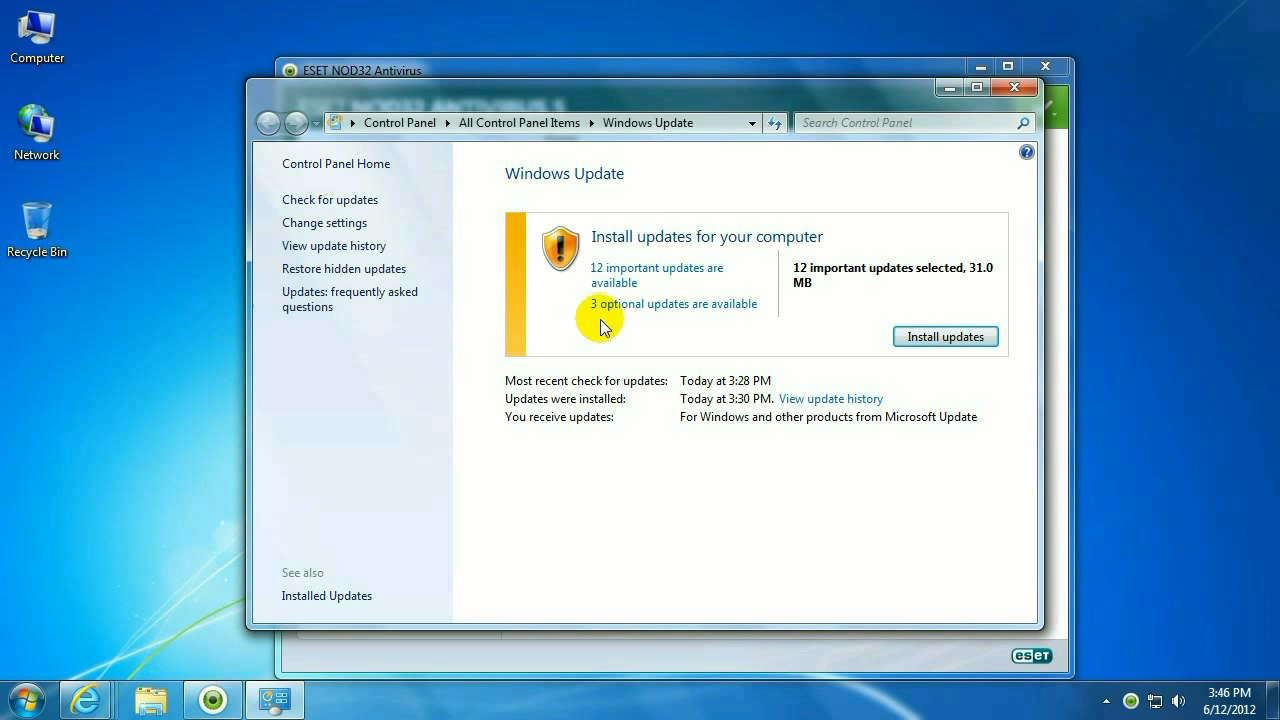 Computer
Network
Recycle Bin
ESET NOD32 Antivirus
Control Panel
All Control Panel Items
Windows Update
Search Control Panel
Control Panel Home
Check for updates
Change settings
View update history
Restore hidden updates
Updates: frequently asked
questions
See also
Installed Updates
Windows Update
Install updates for your computer
12 important updates are
available
3 optional updates are available
12 important updates selected, 31.0
MB
Install updates
Most recent check for updates: Today at 3:28 PM
Updates were installed: Today at 3:30 PM. View update history
You receive updates: For Windows and other products from Microsoft Update
eseT
3:46 PM
6/12/2012